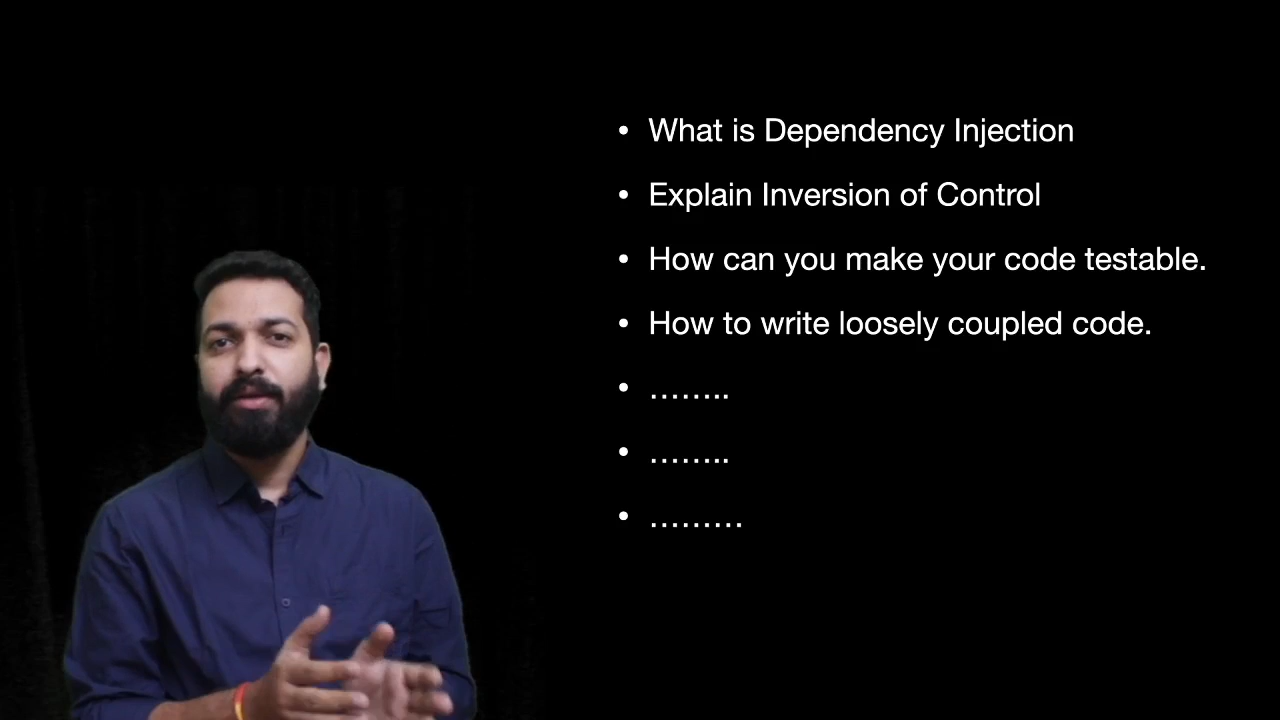 • What is Dependency Injection
• Explain Inversion of Control
• How can you make your code testable.
• How to write loosely coupled code.
• ……..
• ……..
• ………